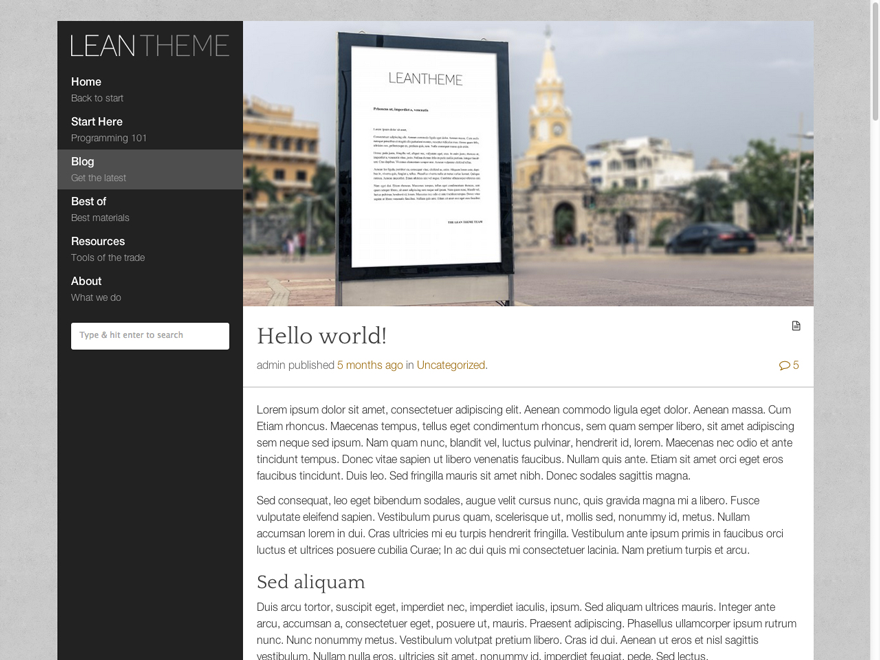 LEANTHEME
Home
Back to start
Start Here
Programming 101
Blog
Get the latest
Best of
Best materials
Resources
Tools of the trade
About
What we do
Type & hit enter to search
LEANTHEME
THE LEAN THEME TEAM
Hello world!
admin published 5 months ago in Uncategorized.
5
Lorem ipsum dolor sit amet, consectetuer adipiscing elit. Aenean commodo ligula eget dolor. Aenean massa. Cum
Etiam rhoncus. Maecenas tempus, tellus eget condimentum rhoncus, sem quam semper libero, sit amet adipiscing
sem neque sed ipsum. Nam quam nunc, blandit vel, luctus pulvinar, hendrerit id, lorem. Maecenas nec odio et ante
tincidunt tempus. Donec vitae sapien ut libero venenatis faucibus. Nullam quis ante. Etiam sit amet orci eget eros
faucibus tincidunt. Duis leo. Sed fringilla mauris sit amet nibh. Donec sodales sagittis magna.
Sed consequat, leo eget bibendum sodales, augue velit cursus nunc, quis gravida magna mi a libero. Fusce
vulputate eleifend sapien. Vestibulum purus quam, scelerisque ut, mollis sed, nonummy id, metus. Nullam
accumsan lorem in dui. Cras ultricies mi eu turpis hendrerit fringilla. Vestibulum ante ipsum primis in faucibus orci
luctus et ultrices posuere cubilia Curae; In ac dui quis mi consectetuer lacinia. Nam pretium turpis et arcu.
Sed aliquam
Duis arcu tortor, suscipit eget, imperdiet nec, imperdiet iaculis, ipsum. Sed aliquam ultrices mauris. Integer ante
arcu, accumsan a, consectetuer eget, posuere ut, mauris. Praesent adipiscing. Phasellus ullamcorper ipsum rutrum
nunc. Nunc nonummy metus. Vestibulum volutpat pretium libero. Cras id dui. Aenean ut eros et nisl sagittis
vestibulum. Nullam nulla eros, ultricies sit amet, nonummy id, imperdiet feugiat, pede. Sed lectus.